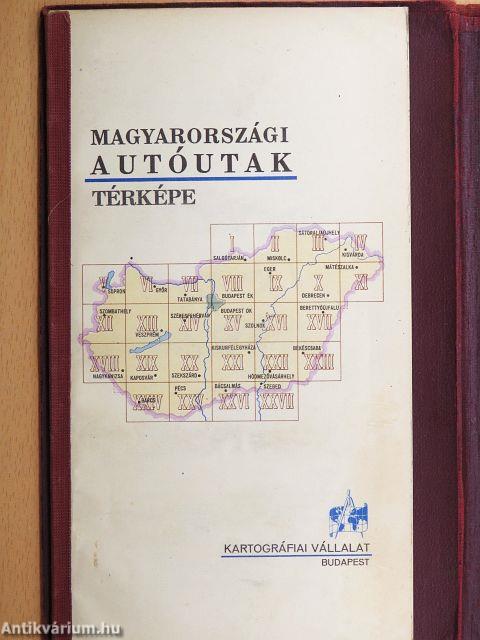 MAGYARORSZÁGI
AUTÓUTAK
TÉRKÉPE
I II III IV
SALGÓTARJÁN MISKOLC SÁTORALJAÚJHELY KISVÁRDA
V VI VII VIII IX X XI
SOPRON GYŐR TATABÁNYA BUDAPEST ÉK EGER DEBRECEN MÁTÉSZALKA
XII XIII XIV XV XVI XVII
SZOMBATHELY VESZPRÉM SZÉKESFEHÉRVÁR BUDAPEST DK SZOLNOK BERETTYÓÚJFALU
XVIII XIX XX XXI XXII XXIII
NAGYKANIZSA KAPOSVÁR SZEKSZÁRD KISKUNFÉLEGYHÁZA HÓDMEZŐVÁSÁRHELY BÉKÉSCSABA
XXIV XXV XXVI XXVII
BARCS PÉCS BÁCSALMÁS SZEGED
KARTOGRÁFIAI VÁLLALAT
BUDAPEST
Antikvárium.hu